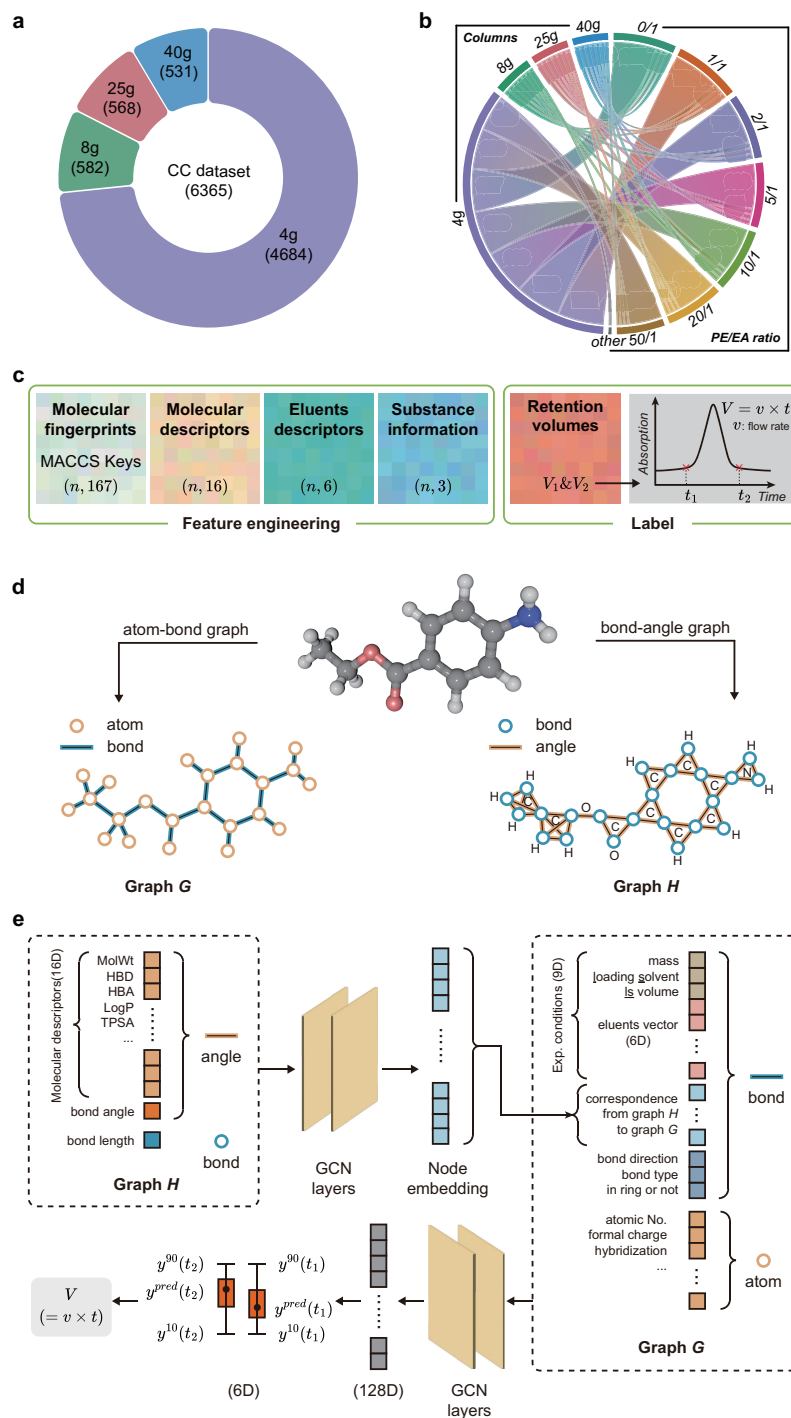 a
40g
(531)
25g
(568)
8g
(582)
CC dataset
(6365)
4g
(4684)
b
Columns
40g
25g
8g
4g
0/1
1/1
2/1
5/1
10/1
20/1
50/1
other
PE/EA ratio
c
Molecular
fingerprints
MACCS Keys
(n, 167)
Molecular
descriptors
(n, 16)
Eluents
descriptors
(n, 6)
Substance
information
(n, 3)
Feature engineering
Retention
volumes
V₁&V₂
Absorption
V = v × t
v: flow rate
t₁
t₂
Time
Label
d
atom-bond graph
bond-angle graph
atom
bond
Graph G
bond
angle
H
H
H
H
H
H
H
H
H
H
H
C
C
C
C
C
C
C
C
C
N
O
O
Graph H
e
Molecular descriptors(16D)
MolWt
HBD
HBA
LogP
TPSA
...
bond angle
bond length
angle
bond
Graph H
GCN
layers
Node
embedding
Exp. conditions (9D)
mass
loading solvent
ls volume
eluents vector
(6D)
correspondence
from graph H
to graph G
bond direction
bond type
in ring or not
bond
atomic No.
formal charge
hybridization
...
atom
Graph G
GCN
layers
(128D)
y⁹⁰(t₂)
y^pred(t₂)
y¹⁰(t₂)
y⁹⁰(t₁)
y^pred(t₁)
y¹⁰(t₁)
(6D)
V
(= v × t)